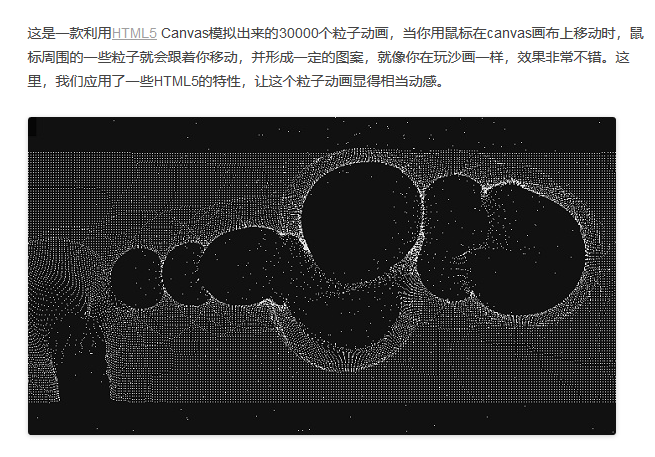 这是一款利用HTML5 Canvas模拟出来的30000个粒子动画，当你用鼠标在canvas画布上移动时，鼠
标周围的一些粒子就会跟着你移动，并形成一定的图案，就像你在玩沙画一样，效果非常不错。这
里，我们应用了一些HTML5的特性，让这个粒子动画显得相当动感。